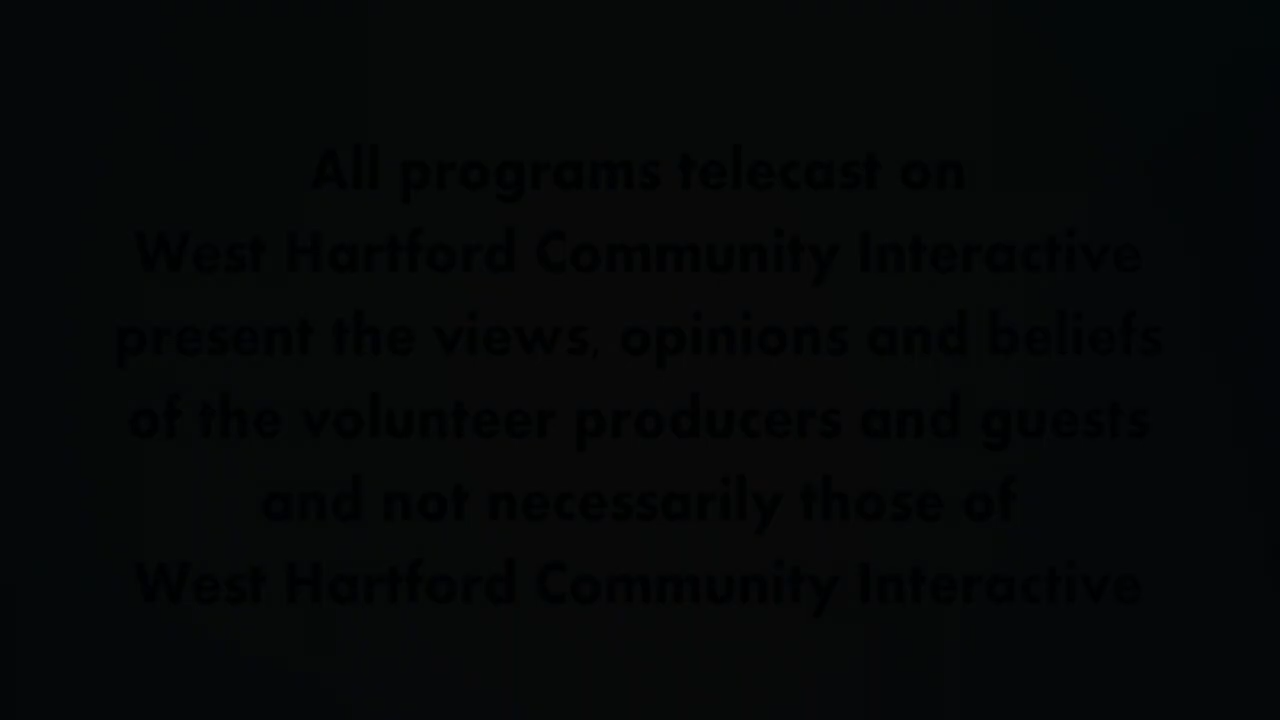 All programs telecast on
West Hartford Community Interactive
present the views, opinions and beliefs
of the volunteer producers and guests
and not necessarily those of
West Hartford Community Interactive